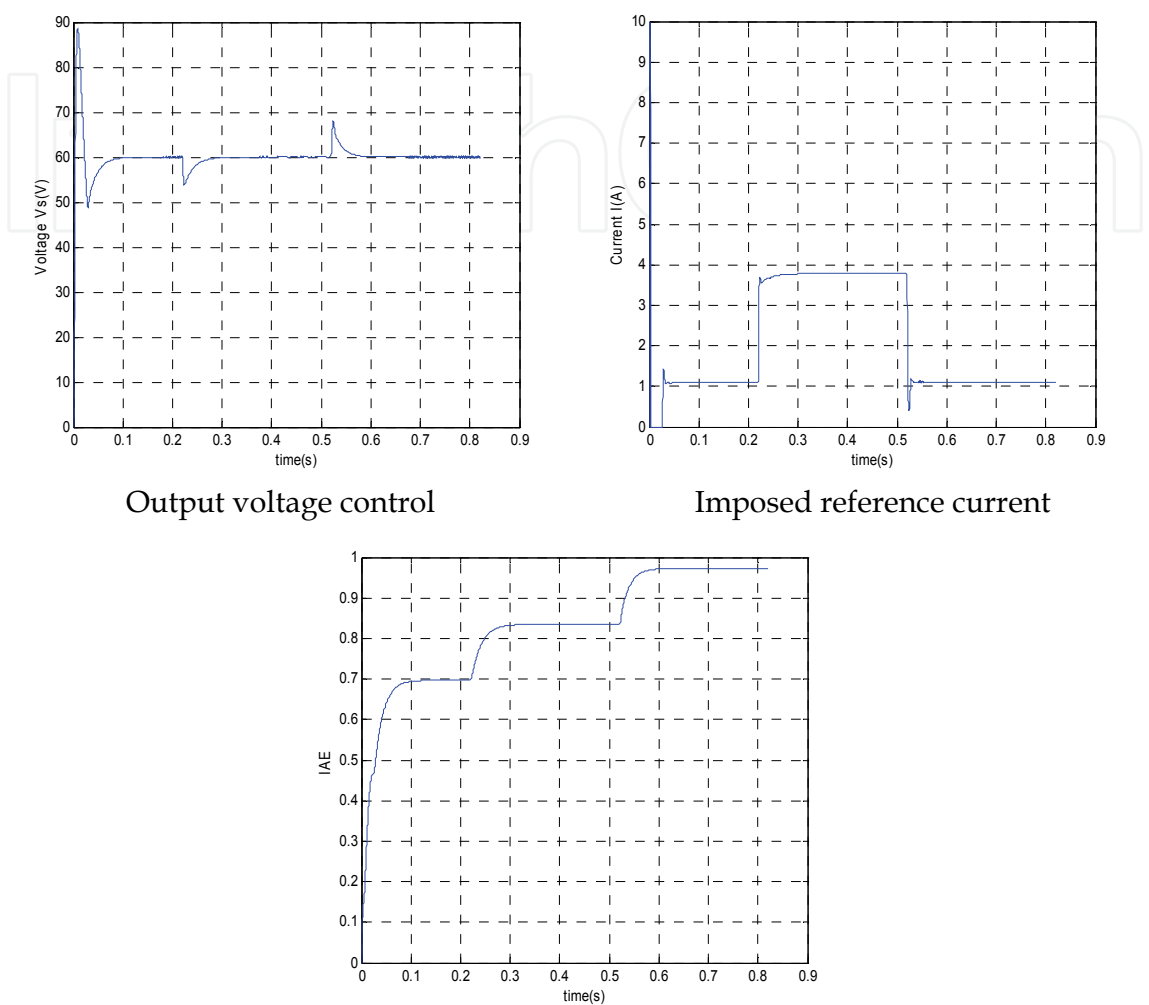 90
80
70
60
50
40
30
20
10
0
Voltage Vs(V)
0 0.1 0.2 0.3 0.4 0.5 0.6 0.7 0.8 0.9
time(s)
Output voltage control
10
9
8
7
6
5
4
3
2
1
0
Current I(A)
0 0.1 0.2 0.3 0.4 0.5 0.6 0.7 0.8 0.9
time(s)
Imposed reference current
1
0.9
0.8
0.7
0.6
0.5
0.4
0.3
0.2
0.1
0
IAE
0 0.1 0.2 0.3 0.4 0.5 0.6 0.7 0.8 0.9
time(s)